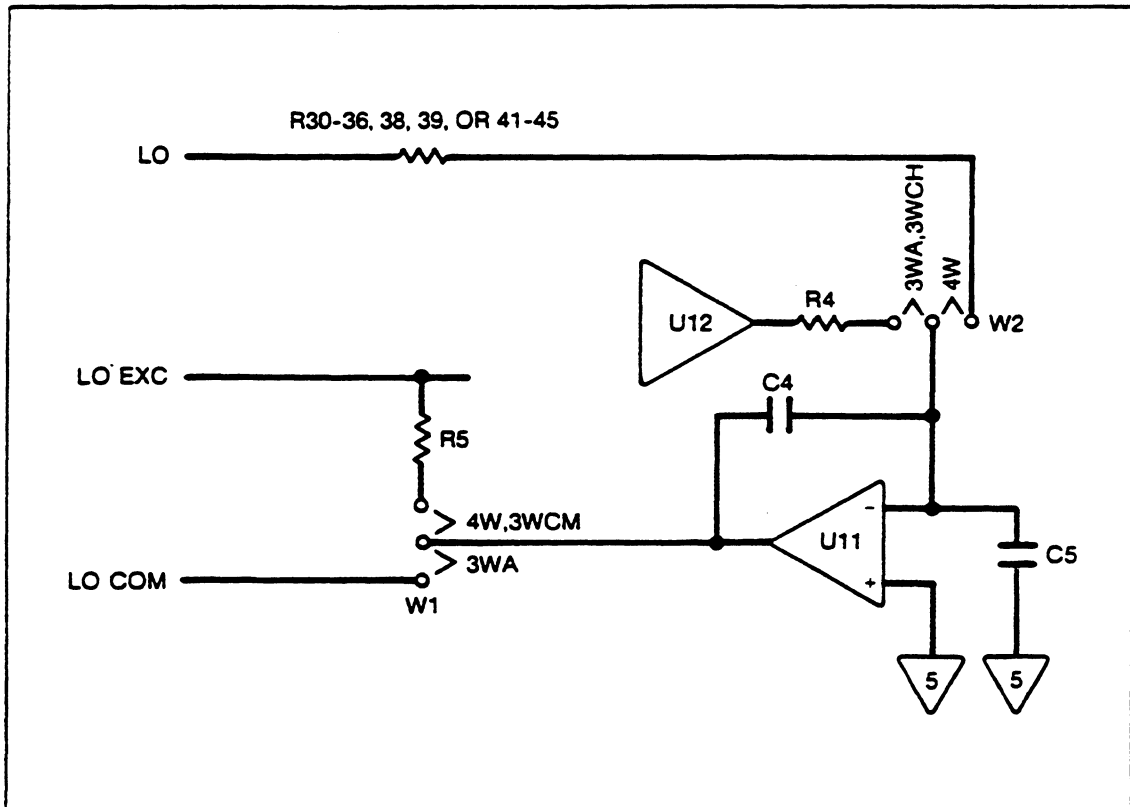 R30-36, 38, 39, OR 41-45
LO
3WA,3WCH
4W
R4
U12
W2
LO EXC
C4
R5
4W,3WCM
U11
-
+
C5
3WA
LO COM
W1
5
5